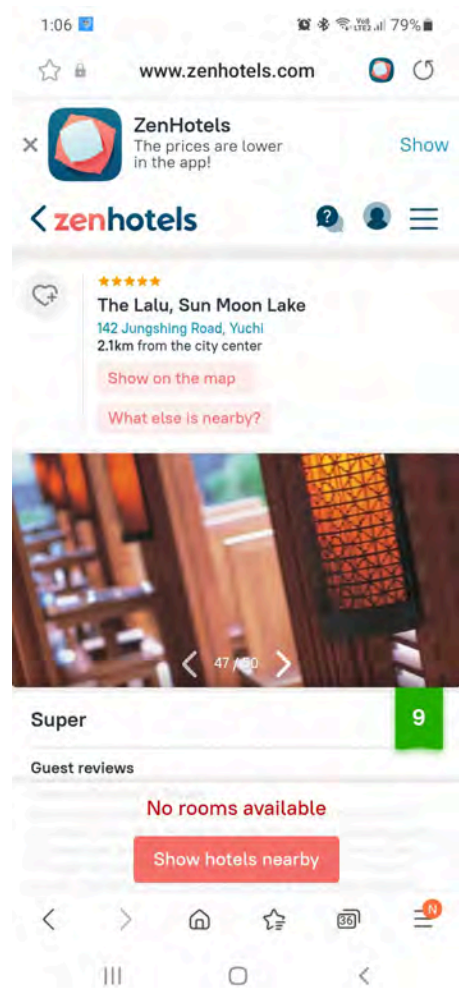 1:06 79%
www.zenhotels.com
ZenHotels
The prices are lower
in the app!
Show
zenhotels
The Lalu, Sun Moon Lake
142 Jungshing Road, Yuchi
2.1km from the city center
Show on the map
What else is nearby?
47 / 50
Super 9
Guest reviews
No rooms available
Show hotels nearby
36
N